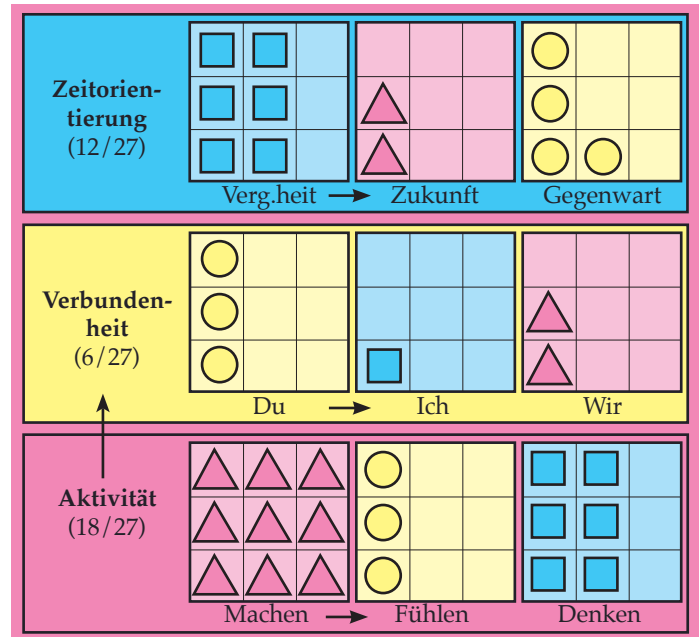 Zeitorien-
tierung
(12/27)
Verg.heit → Zukunft Gegenwart
Verbunden-
heit
(6/27)
Du → Ich Wir
Aktivität
(18/27)
Machen → Fühlen Denken